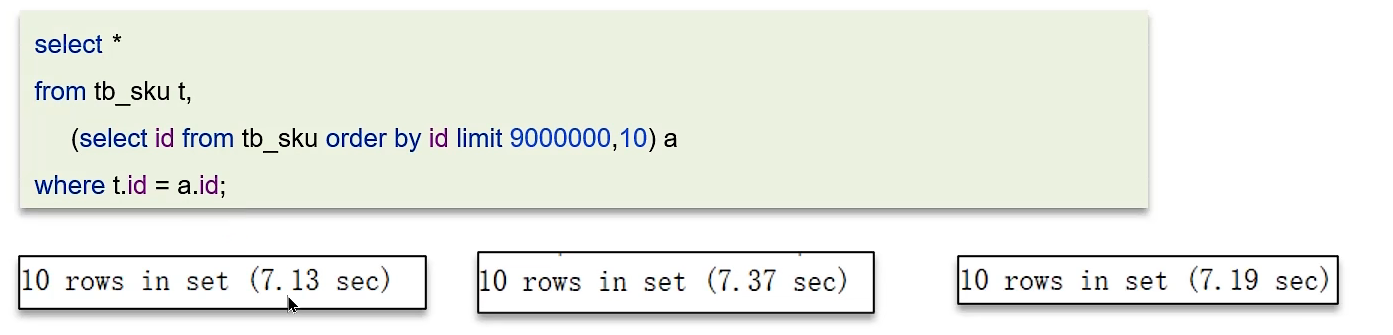 select *
from tb_sku t,
(select id from tb_sku order by id limit 9000000,10) a
where t.id = a.id;
10 rows in set (7.13 sec)
10 rows in set (7.37 sec)
10 rows in set (7.19 sec)